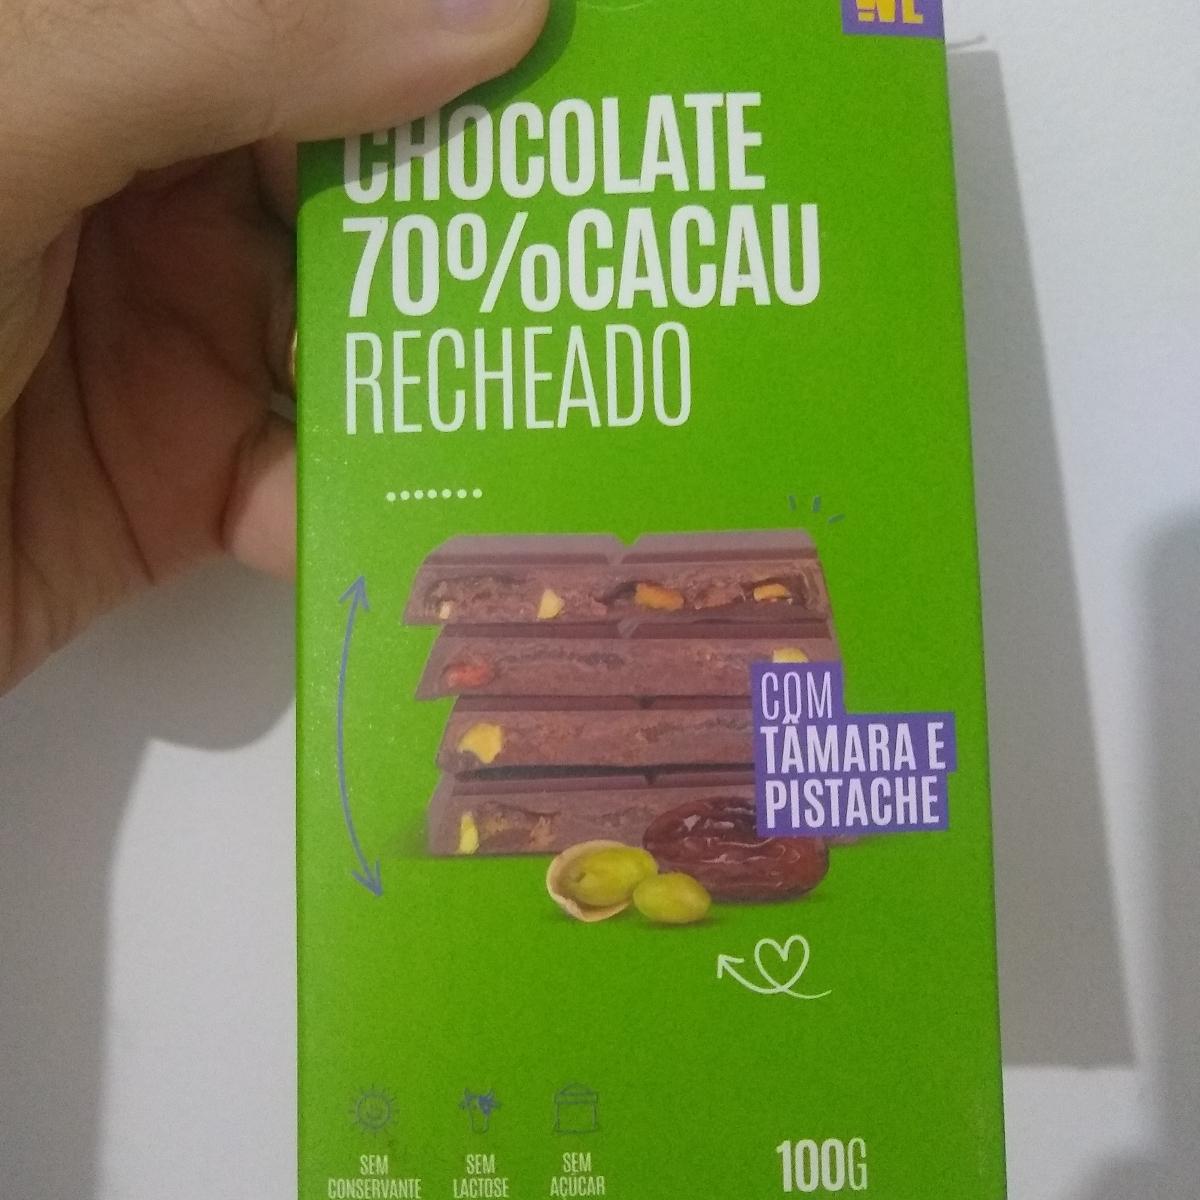 CHOCOLATE
70% CACAU
RECHEADO
COM
TÂMARA E
PISTACHE
SEM
CONSERVANTE
SEM
LACTOSE
SEM
AÇÚCAR
100G